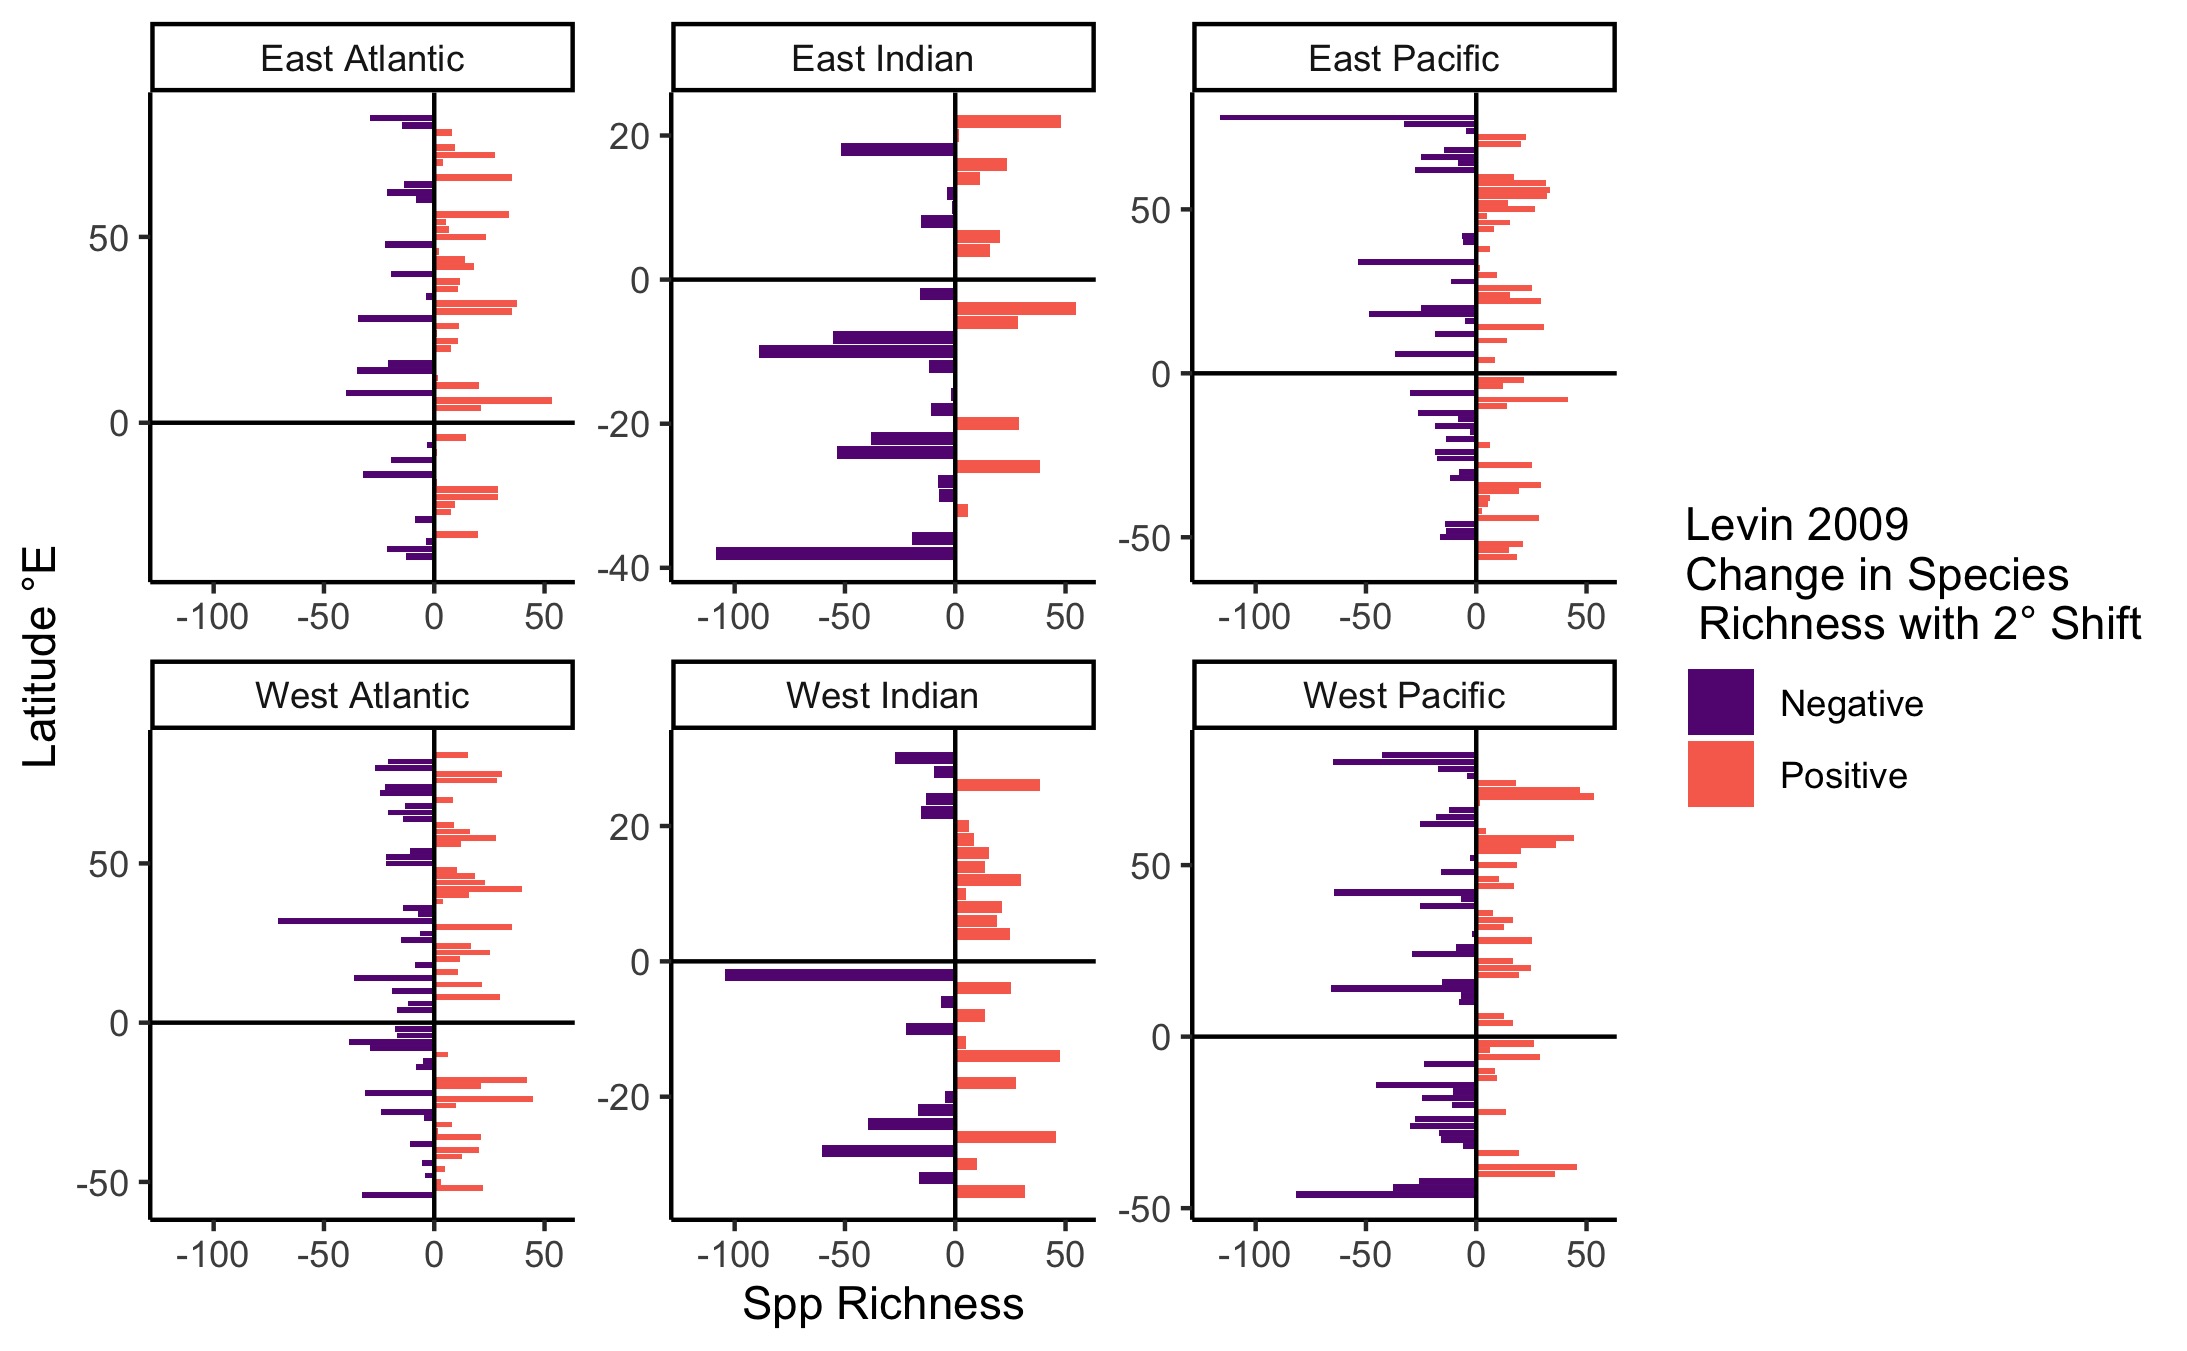 East Atlantic
East Indian
East Pacific
50
0
20
0
-20
-40
50
0
-50
-100 -50 0 50
-100 -50 0 50
-100 -50 0 50
Latitude °E
West Atlantic
West Indian
West Pacific
50
0
-50
20
0
-20
50
0
-50
-100 -50 0 50
-100 -50 0 50
-100 -50 0 50
Spp Richness
Levin 2009
Change in Species
Richness with 2° Shift
Negative
Positive